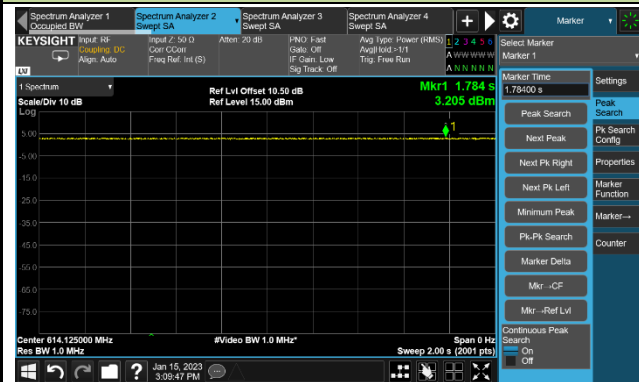 Spectrum Analyzer 1
Occupied BW
Spectrum Analyzer 2
Swept SA
Spectrum Analyzer 3
Swept SA
Spectrum Analyzer 4
Swept SA
Marker
KEYSIGHT
Input: RF
Coupling: DC
Align: Auto
Input Z: 50 Ω
Corr CCorr
Freq Ref: Int (S)
Atten: 20 dB
PNO: Fast
Gate: Off
IF Gain: Low
Sig Track: Off
Avg Type: Power (RMS)
Avg|Hold:>1/1
Trig: Free Run
1 2 3 4 5 6
A W W W W W
A N N N N N
LXI
Select Marker
Marker 1
Marker Time
1.78400 s
Settings
Peak Search
Next Peak
Next Pk Right
Next Pk Left
Minimum Peak
Pk-Pk Search
Marker Delta
Mkr→CF
Mkr→Ref Lvl
Continuous Peak Search
On
Off
Peak Search
Pk Search Config
Properties
Marker Function
Marker→
Counter
1 Spectrum
Scale/Div 10 dB
Log
Ref Lvl Offset 10.50 dB
Ref Level 15.00 dBm
Mkr1 1.784 s
3.205 dBm
1
5.00
-5.00
-15.0
-25.0
-35.0
-45.0
-55.0
-65.0
-75.0
Center 614.125000 MHz
Res BW 1.0 MHz
#Video BW 1.0 MHz*
Span 0 Hz
Sweep 2.00 s (2001 pts)
?
Jan 15, 2023
3:09:47 PM